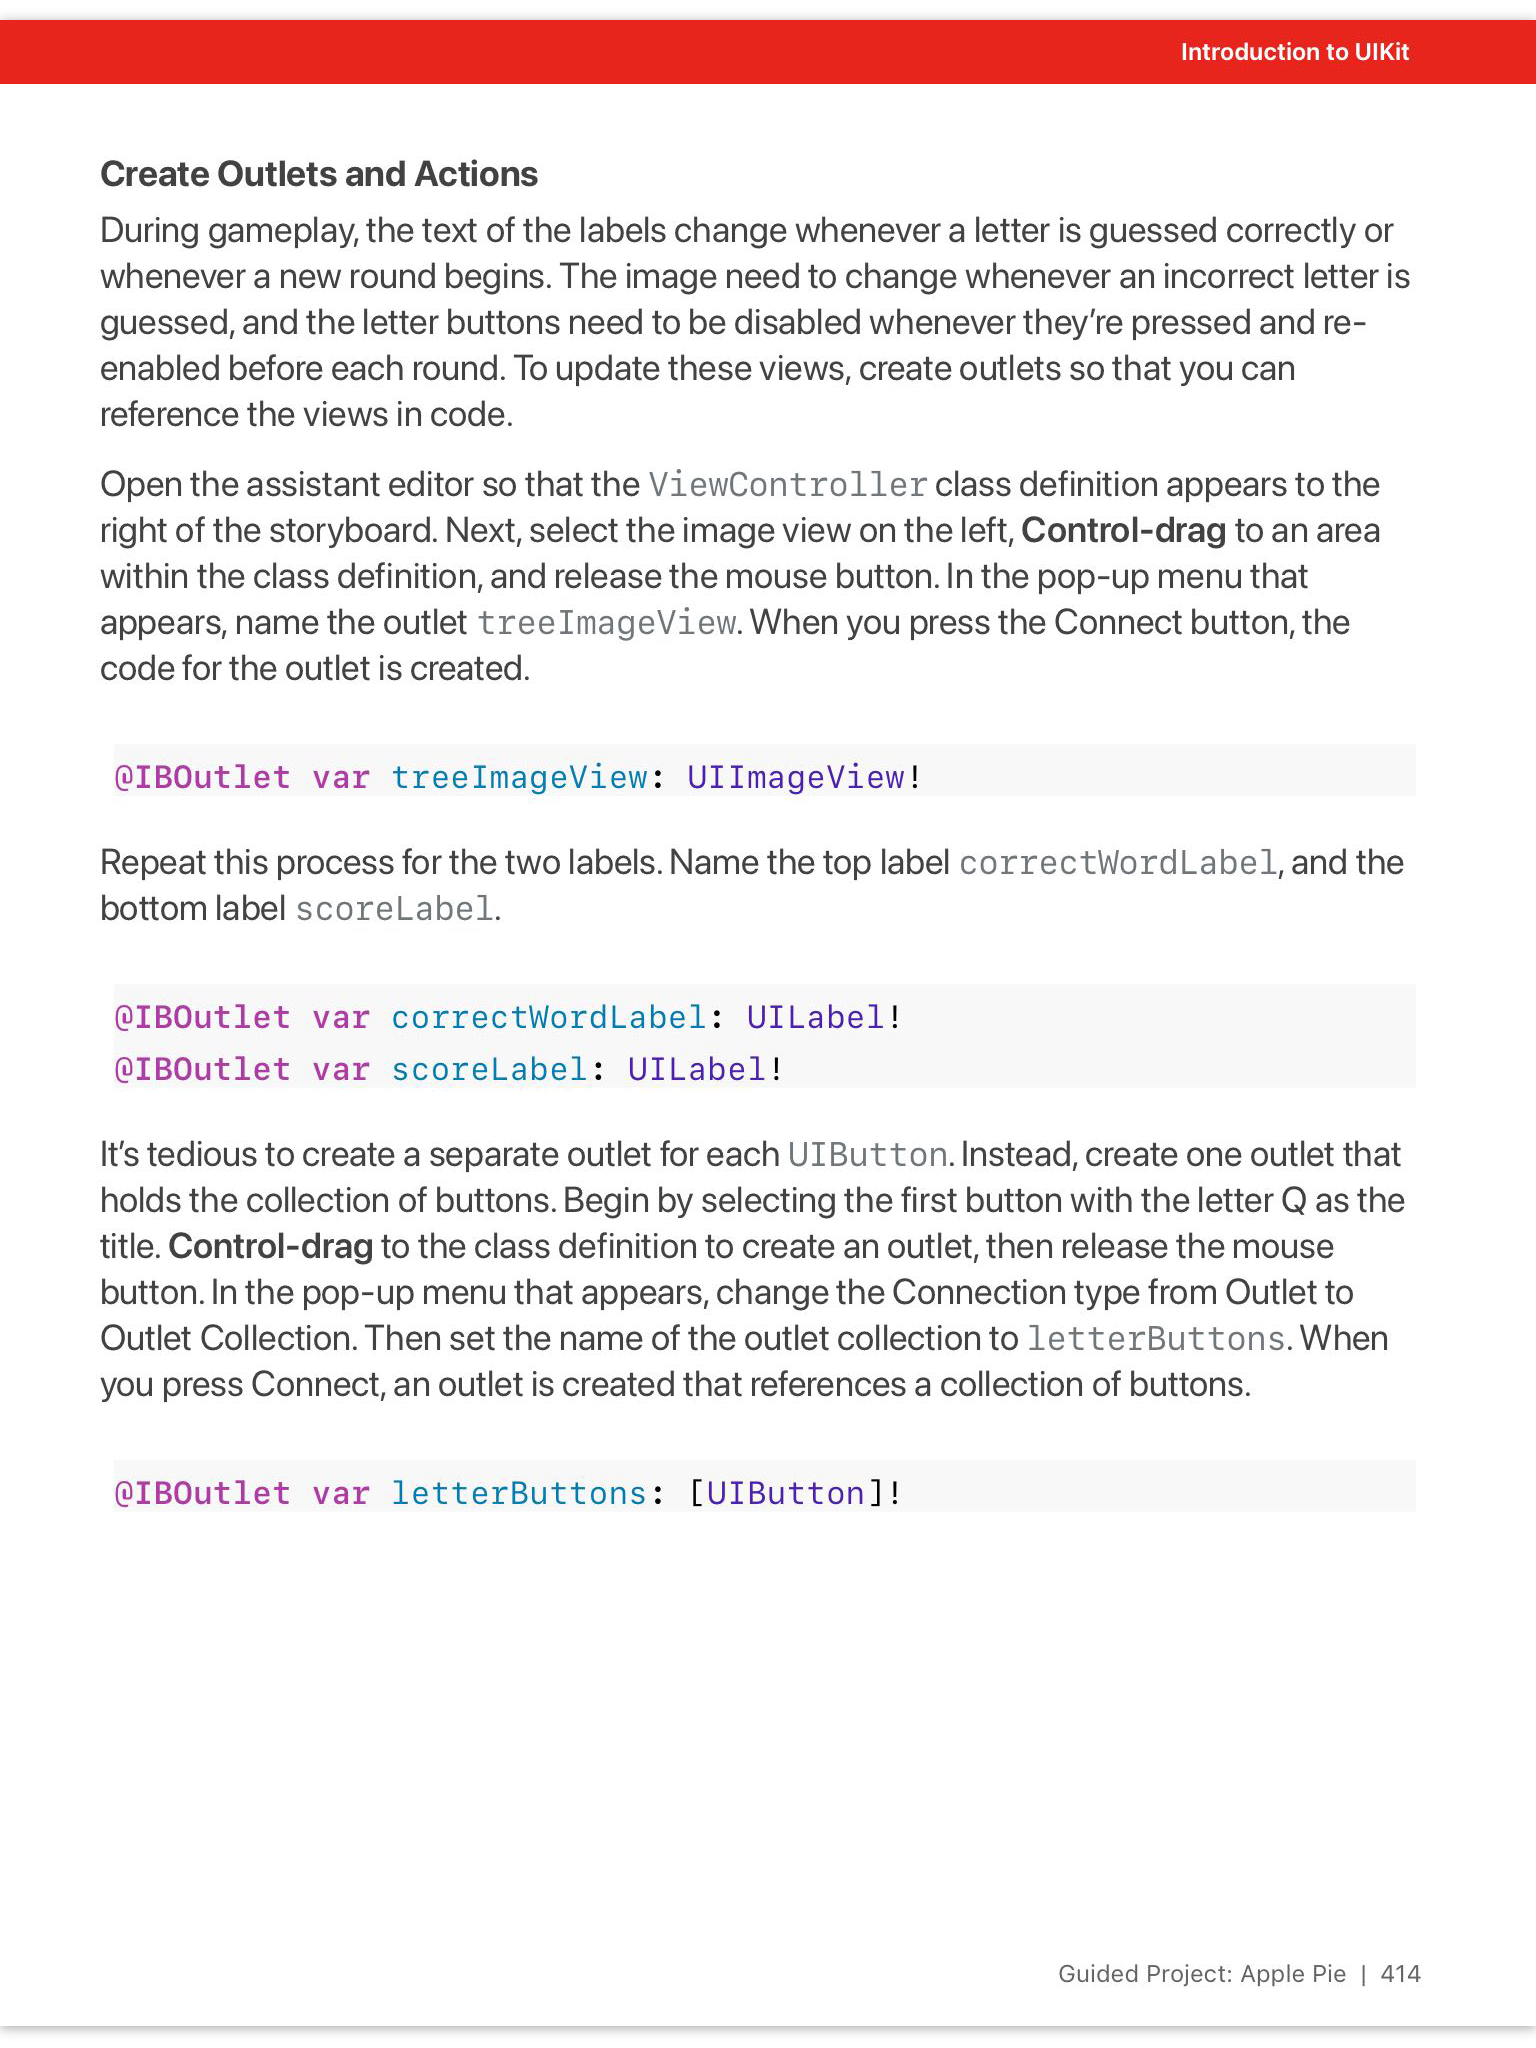 Introduction to UIKit
Create Outlets and Actions
During gameplay, the text of the labels change whenever a letter is guessed correctly or
whenever a new round begins. The image need to change whenever an incorrect letter is
guessed, and the letter buttons need to be disabled whenever they’re pressed and re-
enabled before each round. To update these views, create outlets so that you can
reference the views in code.
Open the assistant editor so that the ViewController class definition appears to the
right of the storyboard. Next, select the image view on the left, Control-drag to an area
within the class definition, and release the mouse button. In the pop-up menu that
appears, name the outlet treeImageView. When you press the Connect button, the
code for the outlet is created.
@IBOutlet var treeImageView: UIImageView!
Repeat this process for the two labels. Name the top label correctWordLabel, and the
bottom label scoreLabel.
@IBOutlet var correctWordLabel: UILabel!
@IBOutlet var scoreLabel: UILabel!
It’s tedious to create a separate outlet for each UIButton. Instead, create one outlet that
holds the collection of buttons. Begin by selecting the first button with the letter Q as the
title. Control-drag to the class definition to create an outlet, then release the mouse
button. In the pop-up menu that appears, change the Connection type from Outlet to
Outlet Collection. Then set the name of the outlet collection to letterButtons. When
you press Connect, an outlet is created that references a collection of buttons.
@IBOutlet var letterButtons: [UIButton]!
Guided Project: Apple Pie | 414